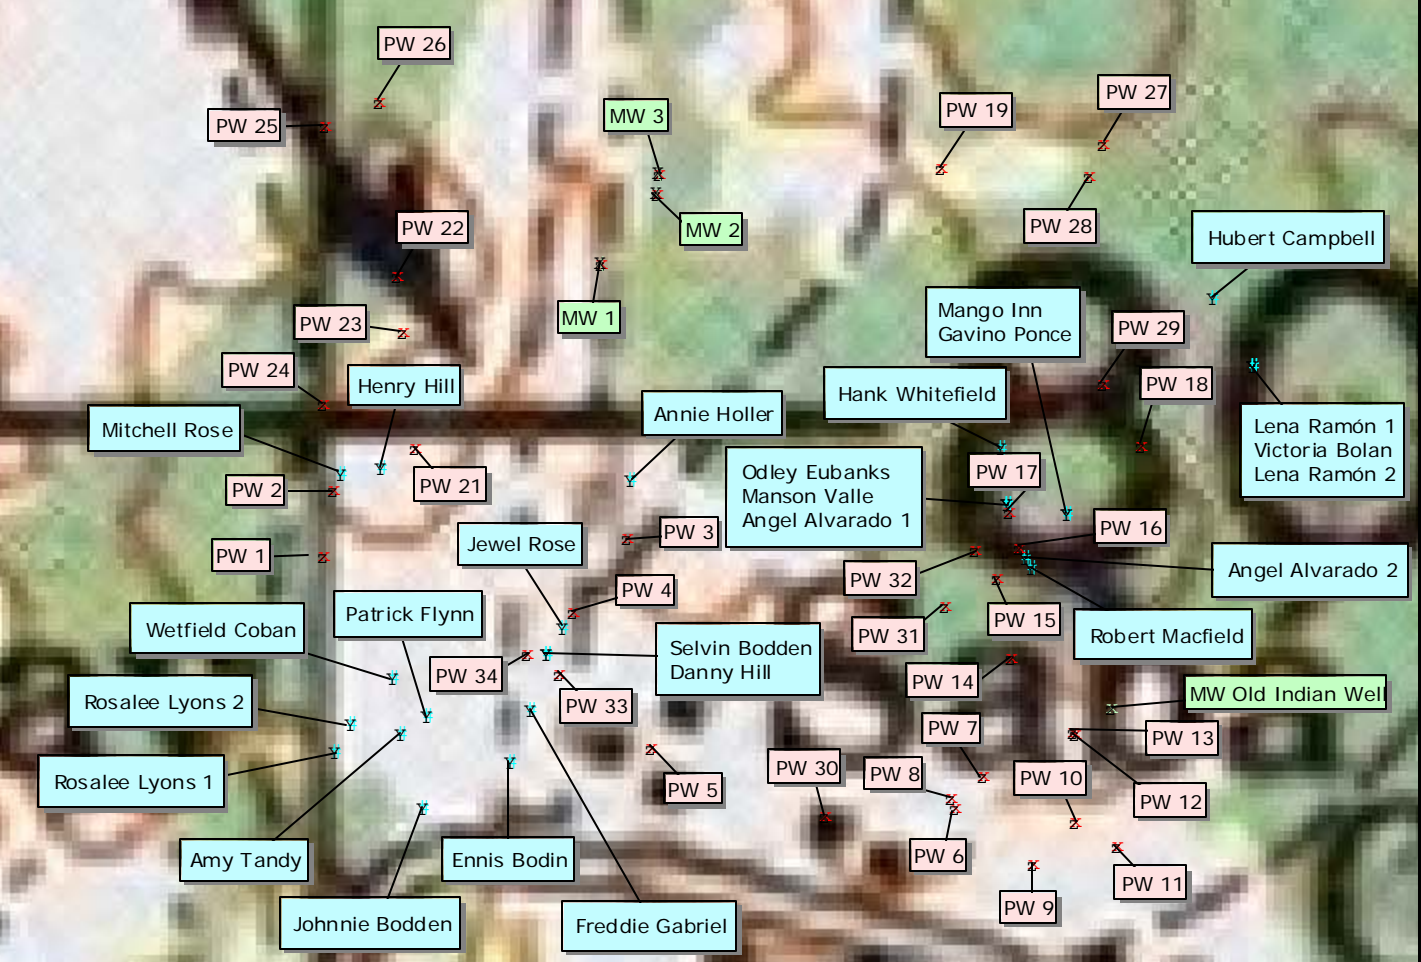 PW 26
PW 27
PW 19
MW 3
PW 25
PW 22
MW 2
PW 28
Hubert Campbell
MW 1
PW 23
Mango Inn
Gavino Ponce
PW 29
PW 24
Henry Hill
Hank Whitefield
PW 18
Mitchell Rose
Annie Holler
Lena Ramón 1
Victoria Bolan
Lena Ramón 2
PW 2
PW 21
Odley Eubanks
Manson Valle
Angel Alvarado 1
PW 17
PW 1
Jewel Rose
PW 3
PW 16
PW 32
Angel Alvarado 2
PW 4
Wetfield Coban
Patrick Flynn
PW 15
PW 31
Robert Macfield
PW 34
Selvin Bodden
Danny Hill
PW 14
Rosalee Lyons 2
PW 33
MW Old Indian Well
PW 7
PW 13
Rosalee Lyons 1
PW 5
PW 30
PW 8
PW 10
PW 12
Amy Tandy
Ennis Bodin
PW 6
PW 11
Johnnie Bodden
Freddie Gabriel
PW 9